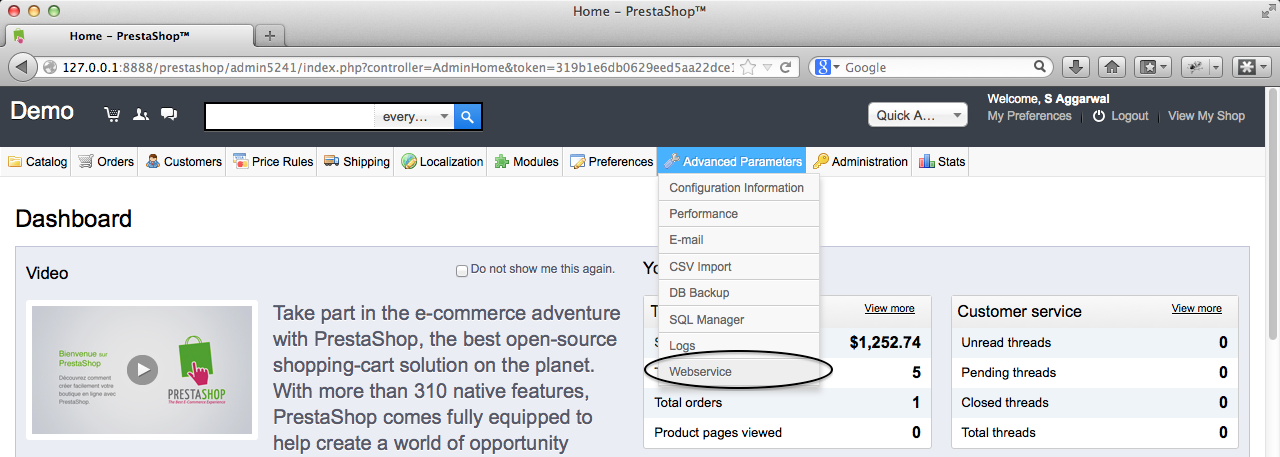 Home – PrestaShop™
Home – PrestaShop™
127.0.0.1:8888/prestashop/admin5241/index.php?controller=AdminHome&token=319b1e6db0629eed5aa22dce1
Google
Demo
every...
Quick A...
Welcome, S Aggarwal
My Preferences
Logout
View My Shop
Catalog
Orders
Customers
Price Rules
Shipping
Localization
Modules
Preferences
Advanced Parameters
Administration
Stats
Configuration Information
Performance
E-mail
CSV Import
DB Backup
SQL Manager
Logs
Webservice
Dashboard
Video
Do not show me this again.
Bienvenue sur
PrestaShop
Découvrez comment
créer facilement votre
boutique en ligne avec
PrestaShop
PRESTASHOP
The Best E-Commerce Experience
Take part in the e-commerce adventure
with PrestaShop, the best open-source
shopping-cart solution on the planet.
With more than 310 native features,
PrestaShop comes fully equipped to
help create a world of opportunity
View more
$1,252.74
5
Total orders 1
Product pages viewed 0
Customer service View more
Unread threads 0
Pending threads 0
Closed threads 0
Total threads 0